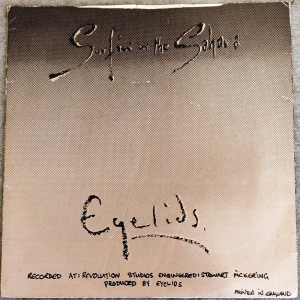 Surfin in the Sahara
Eyelids.
RECORDED AT: REVOLUTION STUDIOS ENGINEERED: STEWART PICKERING
PRODUCED BY EYELIDS.
PRINTED IN ENGLAND